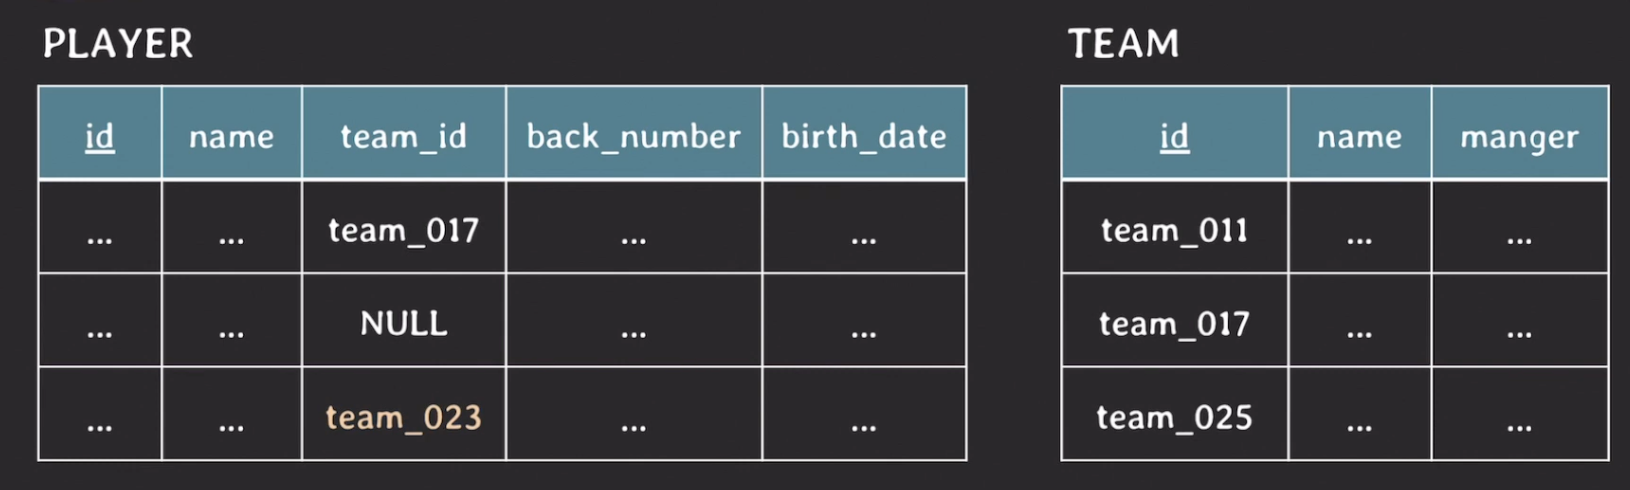 PLAYER
TEAM
id name team_id back_number birth_date
id name manger
... ... team_017 ... ...
team_011 ... ...
... ... NULL ... ...
team_017 ... ...
... ... team_023 ... ...
team_025 ... ...